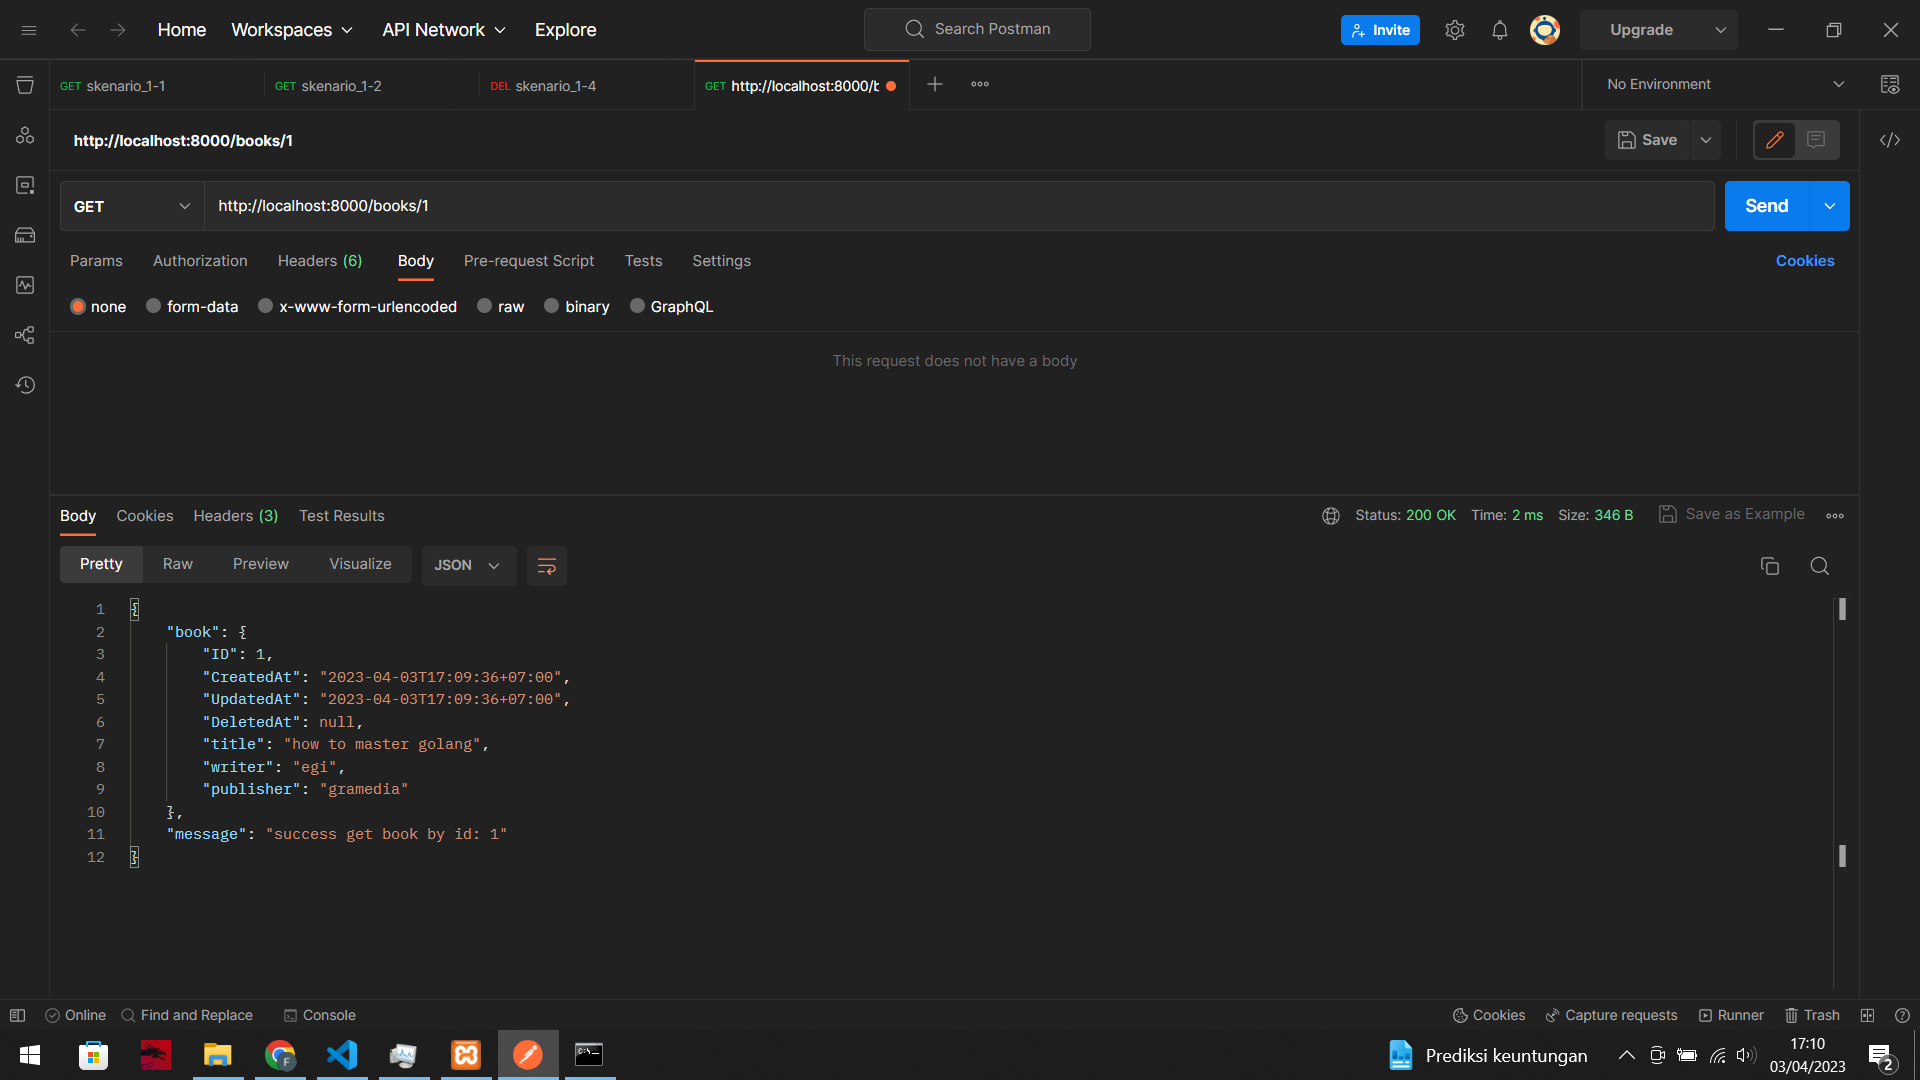 Home Workspaces API Network Explore Search Postman Invite Upgrade
GET skenario_1-1 GET skenario_1-2 DEL skenario_1-4 GET http://localhost:8000/b No Environment
http://localhost:8000/books/1 Save
GET http://localhost:8000/books/1 Send
Params Authorization Headers (6) Body Pre-request Script Tests Settings Cookies
none form-data x-www-form-urlencoded raw binary GraphQL
This request does not have a body
Body Cookies Headers (3) Test Results Status: 200 OK Time: 2 ms Size: 346 B Save as Example
Pretty Raw Preview Visualize JSON
1 {
2 "book": {
3 "ID": 1,
4 "CreatedAt": "2023-04-03T17:09:36+07:00",
5 "UpdatedAt": "2023-04-03T17:09:36+07:00",
6 "DeletedAt": null,
7 "title": "how to master golang",
8 "writer": "egi",
9 "publisher": "gramedia"
10 },
11 "message": "success get book by id: 1"
12 }
Online Find and Replace Console Cookies Capture requests Runner Trash
F Prediksi keuntungan 17:10
03/04/2023 2